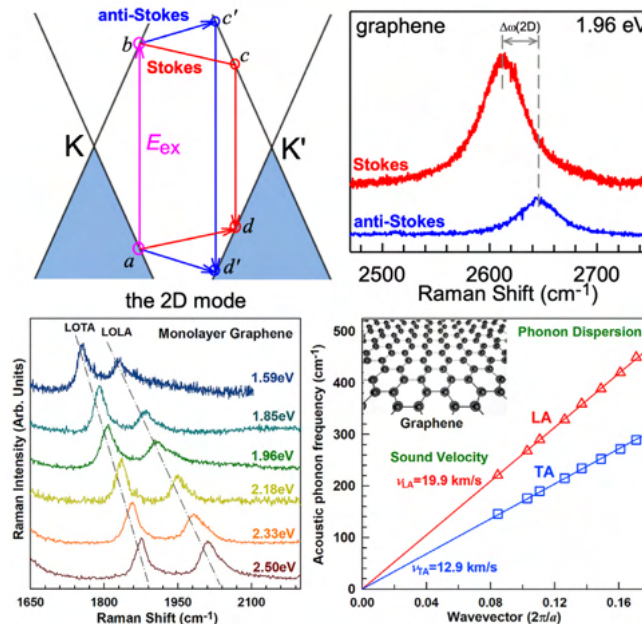 anti-Stokes
c'
b
c
Stokes
K
E_ex
K'
a
d
d'
the 2D mode
graphene
Δω(2D)
1.96 eV
Stokes
anti-Stokes
2500
2600
2700
Raman Shift (cm⁻¹)
LOTA
LOLA
Monolayer Graphene
1.59eV
1.85eV
1.96eV
2.18eV
2.33eV
2.50eV
Raman Intensity (Arb. Units)
1650
1800
1950
2100
Raman Shift (cm⁻¹)
500
400
300
200
100
0
Acoustic phonon frequency (cm⁻¹)
Phonon Dispersion
Graphene
LA
Sound Velocity
TA
ν_LA=19.9 km/s
ν_TA=12.9 km/s
0.00
0.04
0.08
0.12
0.16
Wavevector (2π/a)